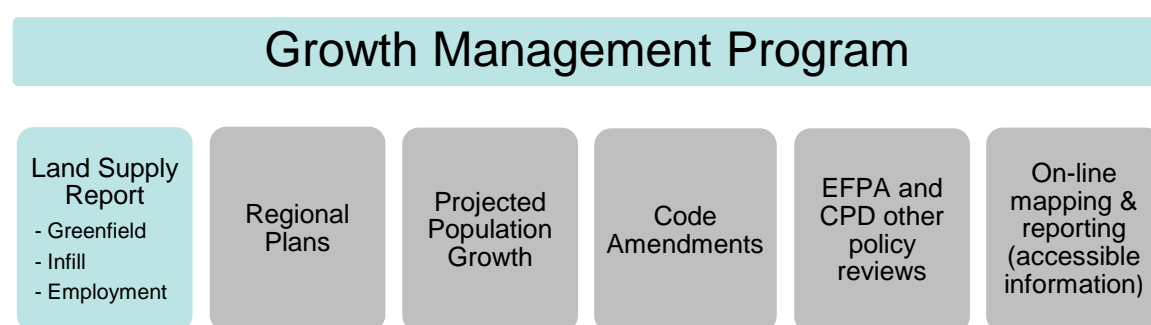 Growth Management Program
Land Supply
Report
- Greenfield
- Infill
- Employment
Regional
Plans
Projected
Population
Growth
Code
Amendments
EFPA and
CPD other
policy
reviews
On-line
mapping &
reporting
(accessible
information)